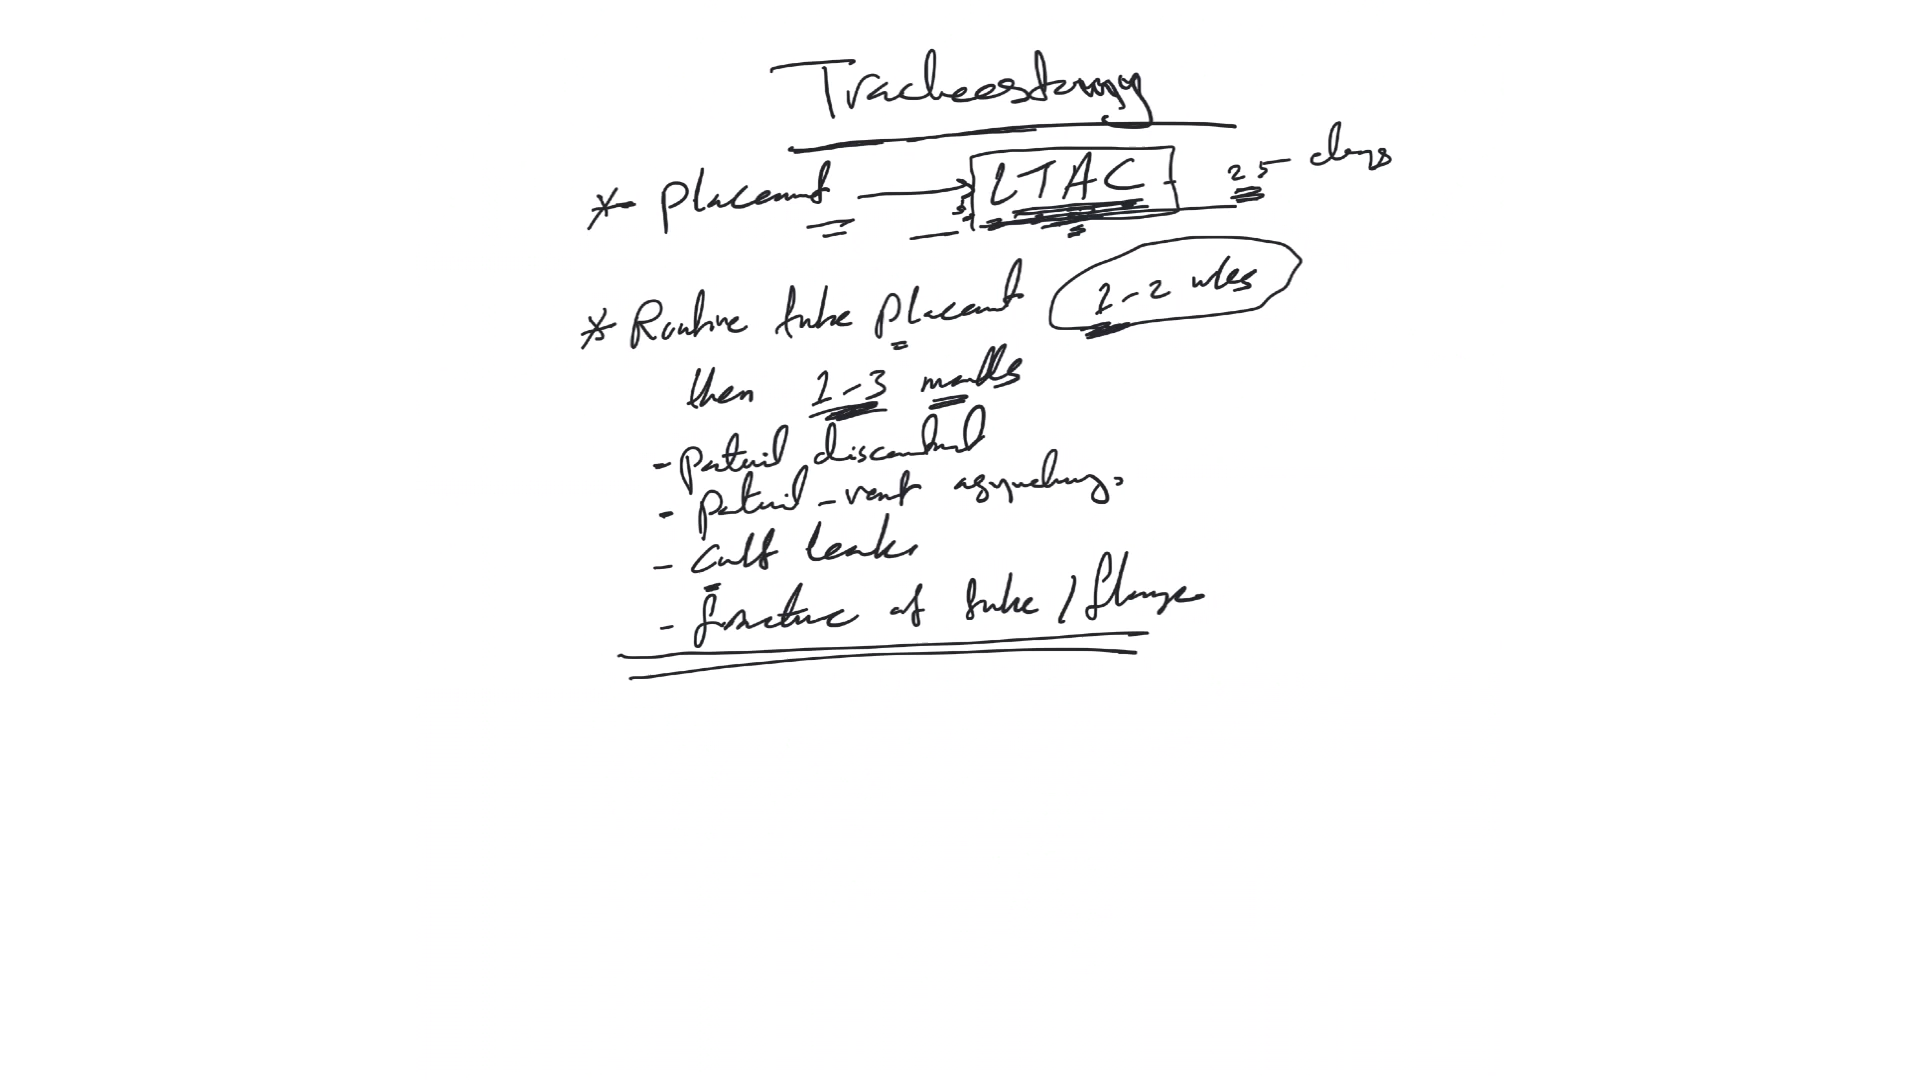 Tracheostomy
* Placement → LTAC - 25 days
* Routine tube placement 1-2 wks
then 1-3 months
- patient discomfort
- patient-vent asynchrony.
- Cuff leaks
- fracture of tube / flange